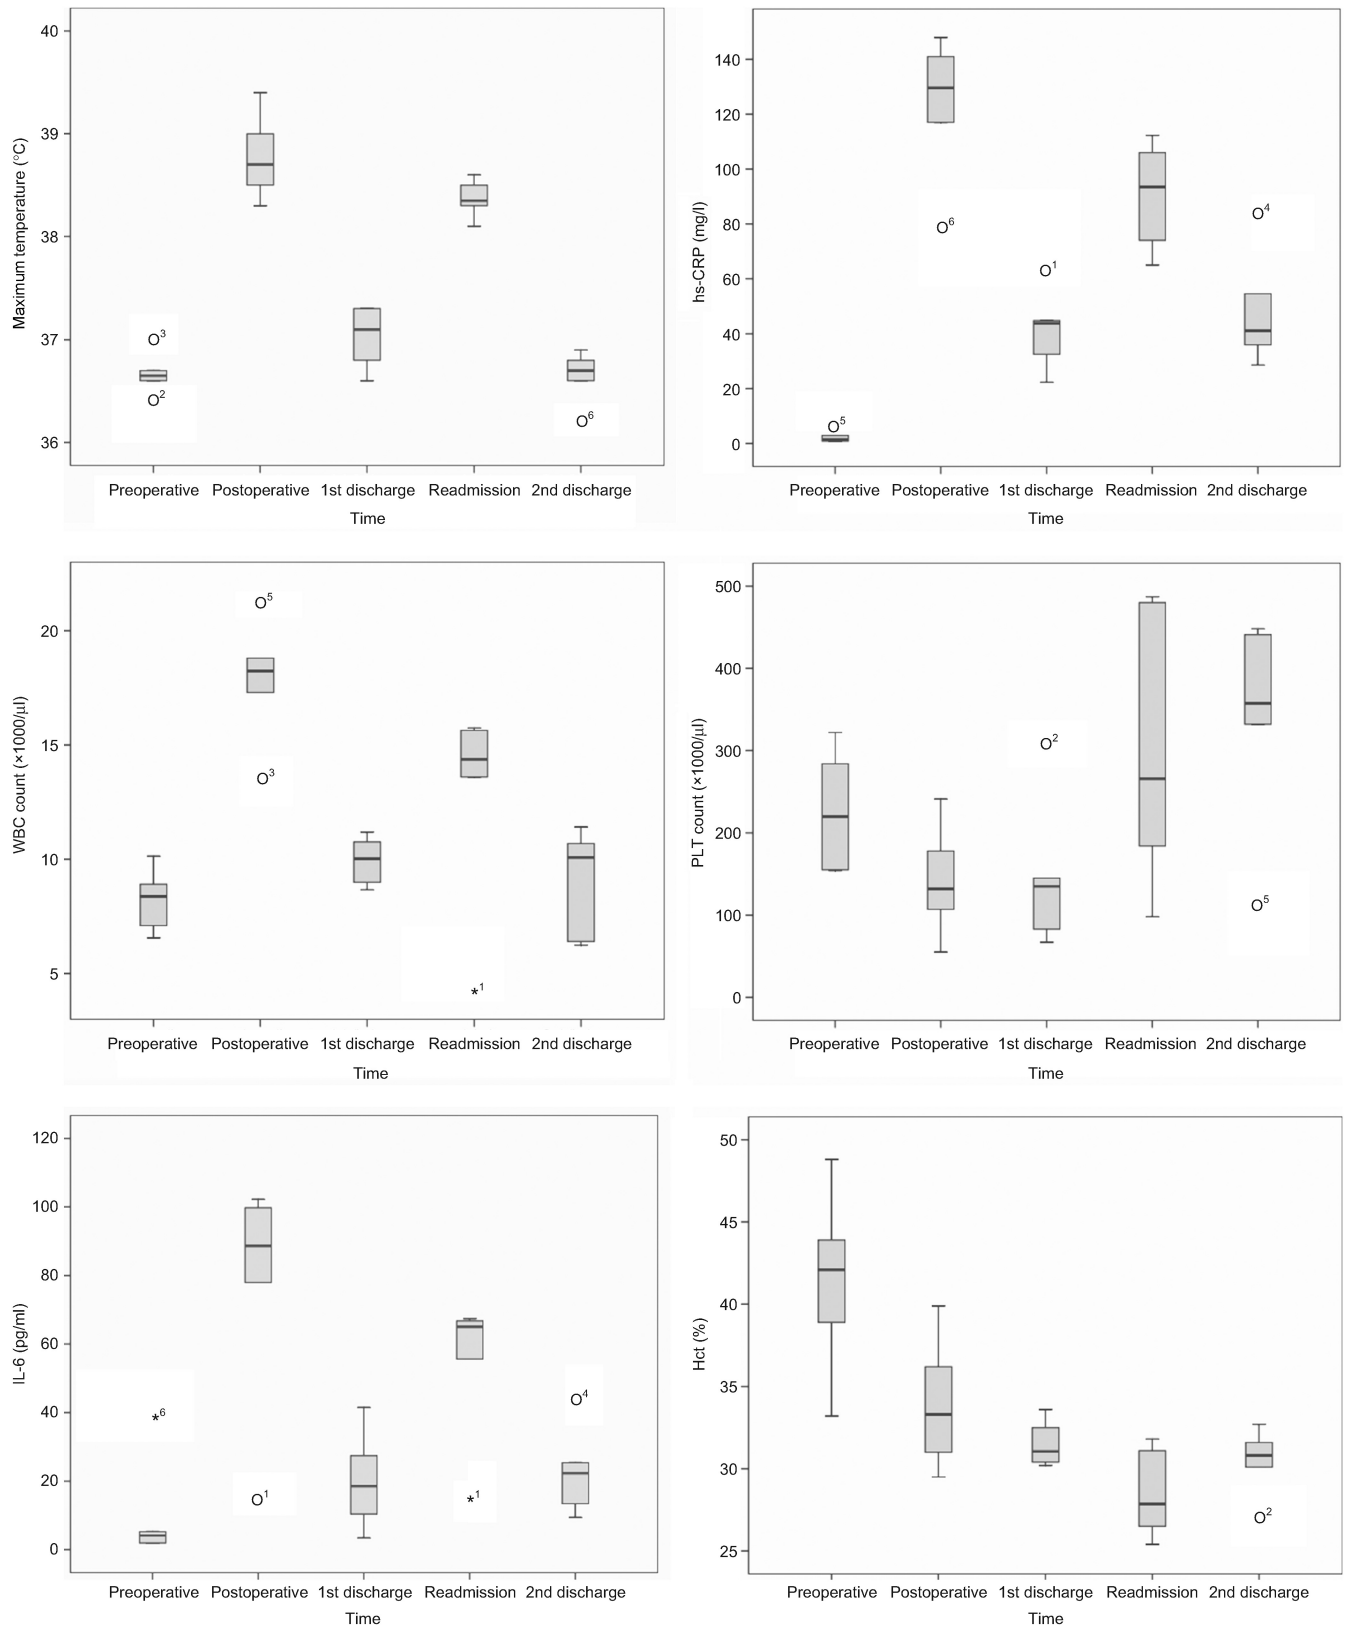 Maximum temperature (°C)
40
39
38
37
36
O3
O2
O6
Preoperative Postoperative 1st discharge Readmission 2nd discharge
Time
hs-CRP (mg/l)
140
120
100
80
60
40
20
0
O5
O6
O1
O4
Preoperative Postoperative 1st discharge Readmission 2nd discharge
Time
WBC count (×1000/μl)
20
15
10
5
O5
O3
*1
Preoperative Postoperative 1st discharge Readmission 2nd discharge
Time
PLT count (×1000/μl)
500
400
300
200
100
0
O2
O5
Preoperative Postoperative 1st discharge Readmission 2nd discharge
Time
IL-6 (pg/ml)
120
100
80
60
40
20
0
*6
O1
*1
O4
Preoperative Postoperative 1st discharge Readmission 2nd discharge
Time
Hct (%)
50
45
40
35
30
25
O2
Preoperative Postoperative 1st discharge Readmission 2nd discharge
Time